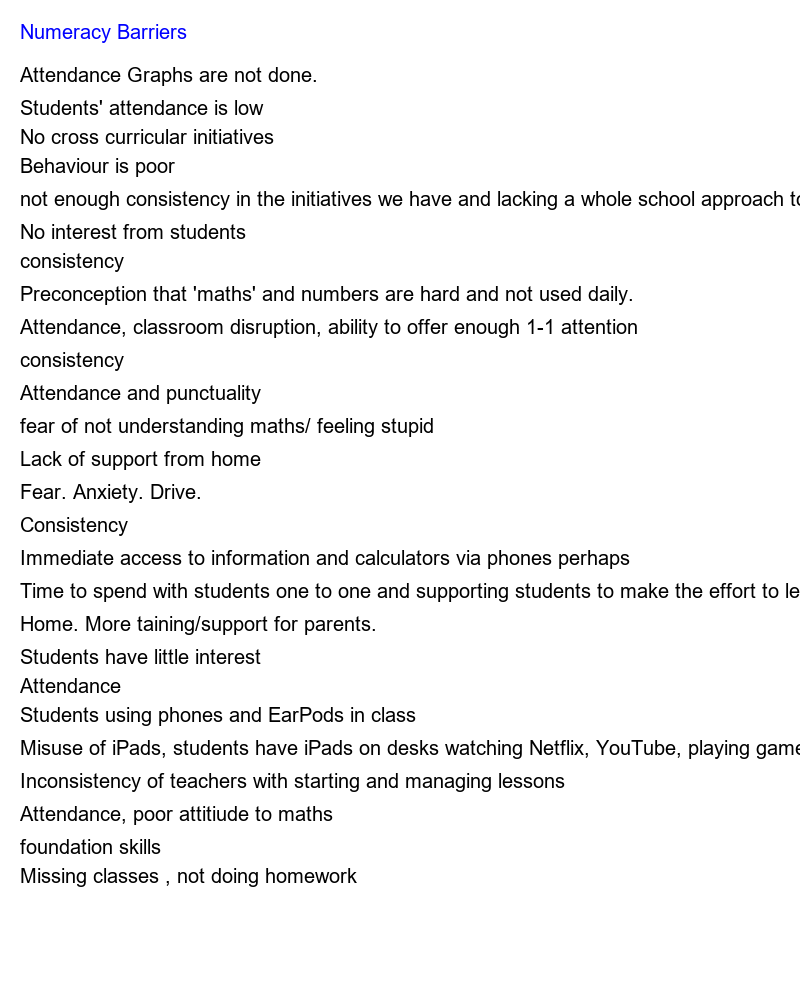 Numeracy Barriers
Attendance Graphs are not done.
Students' attendance is low
No cross curricular initiatives
Behaviour is poor
not enough consistency in the initiatives we have and lacking a whole school approach
No interest from students
consistency
Preconception that 'maths' and numbers are hard and not used daily.
Attendance, classroom disruption, ability to offer enough 1-1 attention
consistency
Attendance and punctuality
fear of not understanding maths/ feeling stupid
Lack of support from home
Fear. Anxiety. Drive.
Consistency
Immediate access to information and calculators via phones perhaps
Time to spend with students one to one and supporting students to make the effort to
Home. More taining/support for parents.
Students have little interest
Attendance
Students using phones and EarPods in class
Misuse of iPads, students have iPads on desks watching Netflix, YouTube, playing
Inconsistency of teachers with starting and managing lessons
Attendance, poor attitiude to maths
foundation skills
Missing classes , not doing homework